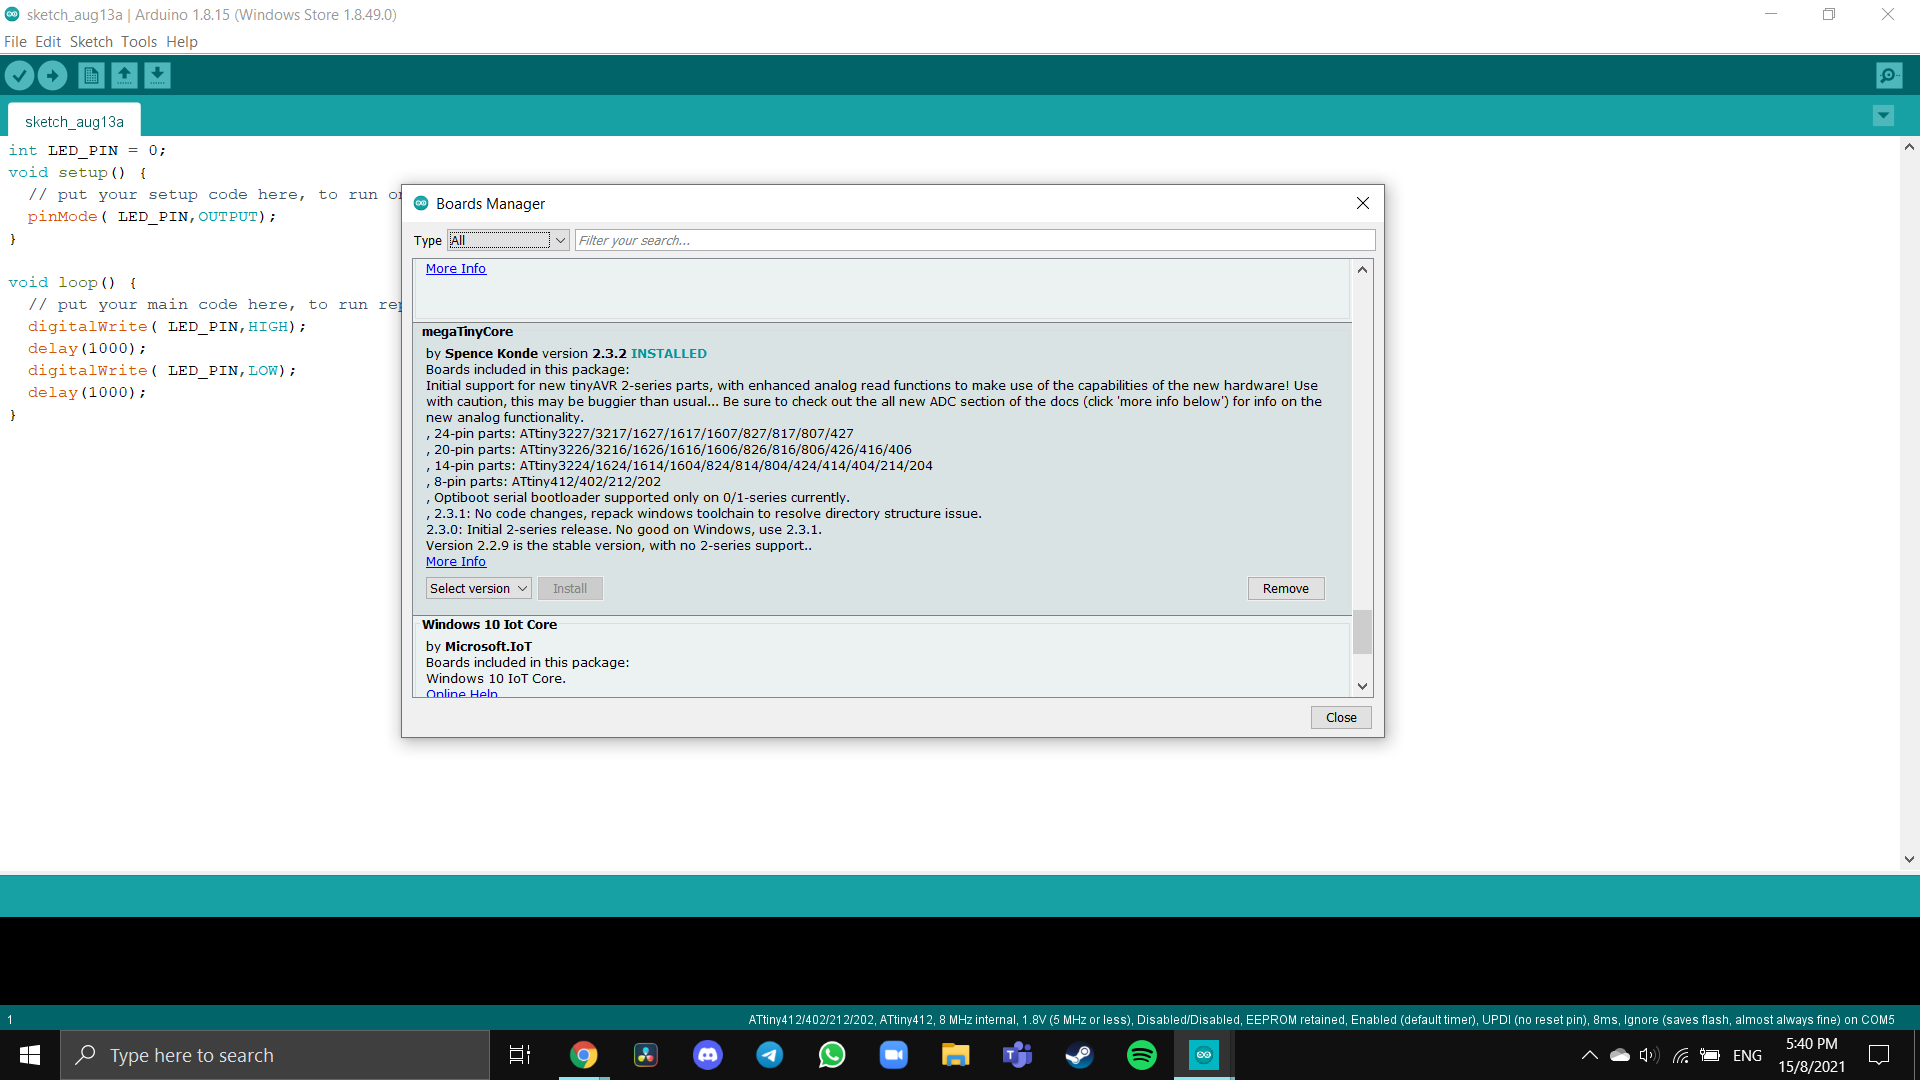 sketch_aug13a | Arduino 1.8.15 (Windows Store 1.8.49.0)
File Edit Sketch Tools Help
sketch_aug13a
int LED_PIN = 0;
void setup() {
// put your setup code here, to run on
pinMode( LED_PIN,OUTPUT);
}
void loop() {
// put your main code here, to run rep
digitalWrite( LED_PIN,HIGH);
delay(1000);
digitalWrite( LED_PIN,LOW);
delay(1000);
}
Boards Manager
Type All Filter your search...
More Info
megaTinyCore
by Spence Konde version 2.3.2 INSTALLED
Boards included in this package:
Initial support for new tinyAVR 2-series parts, with enhanced analog read functions to make use of the capabilities of the new hardware! Use
with caution, this may be buggier than usual... Be sure to check out the all new ADC section of the docs (click 'more info below') for info on the
new analog functionality.
, 24-pin parts: ATtiny3227/3217/1627/1617/1607/827/817/807/427
, 20-pin parts: ATtiny3226/3216/1626/1616/1606/826/816/806/426/416/406
, 14-pin parts: ATtiny3224/1624/1614/1604/824/814/804/424/414/404/214/204
, 8-pin parts: ATtiny412/402/212/202
, Optiboot serial bootloader supported only on 0/1-series currently.
, 2.3.1: No code changes, repack windows toolchain to resolve directory structure issue.
2.3.0: Initial 2-series release. No good on Windows, use 2.3.1.
Version 2.2.9 is the stable version, with no 2-series support..
More Info
Select version Install Remove
Windows 10 Iot Core
by Microsoft.IoT
Boards included in this package:
Windows 10 IoT Core.
Online Help
Close
1 ATtiny412/402/212/202, ATtiny412, 8 MHz internal, 1.8V (5 MHz or less), Disabled/Disabled, EEPROM retained, Enabled (default timer), UPDI (no reset pin), 8ms, Ignore (saves flash, almost always fine) on COM5
Type here to search
ENG
5:40 PM
15/8/2021